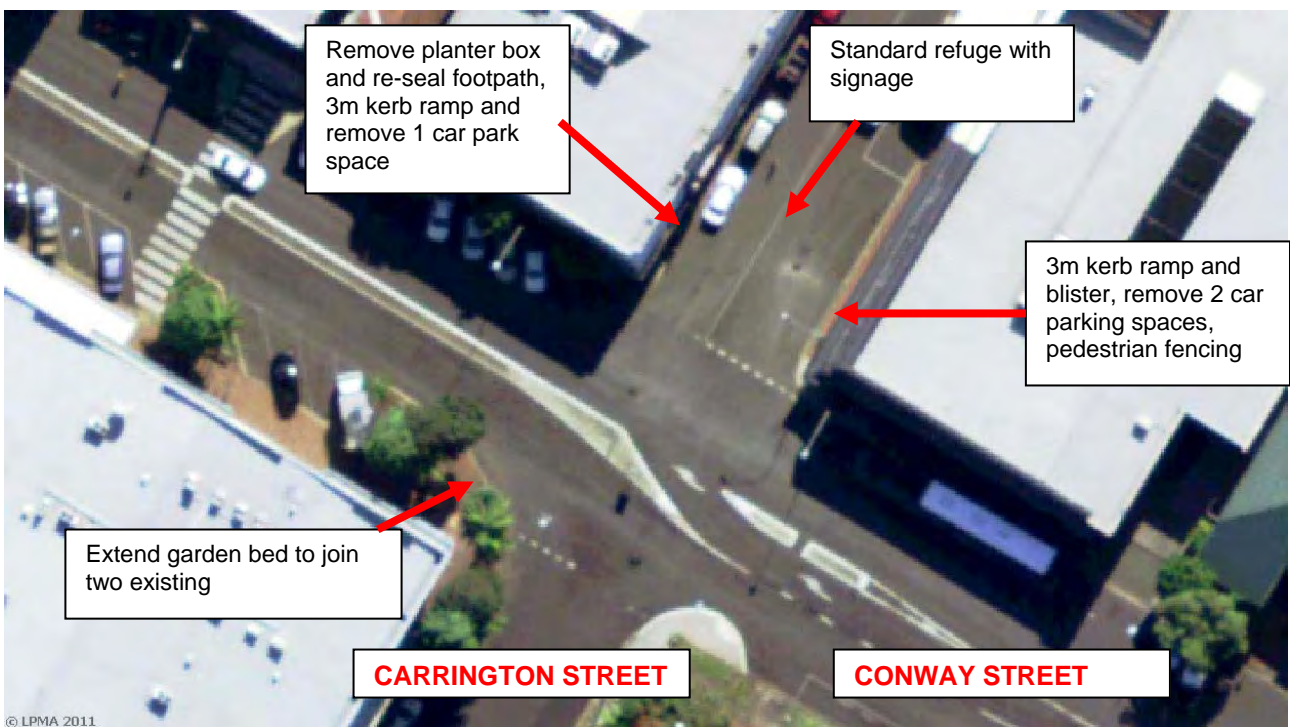 Remove planter box
and re-seal footpath,
3m kerb ramp and
remove 1 car park
space
Standard refuge with
signage
3m kerb ramp and
blister, remove 2 car
parking spaces,
pedestrian fencing
Extend garden bed to join
two existing
CARRINGTON STREET
CONWAY STREET
© LPMA 2011